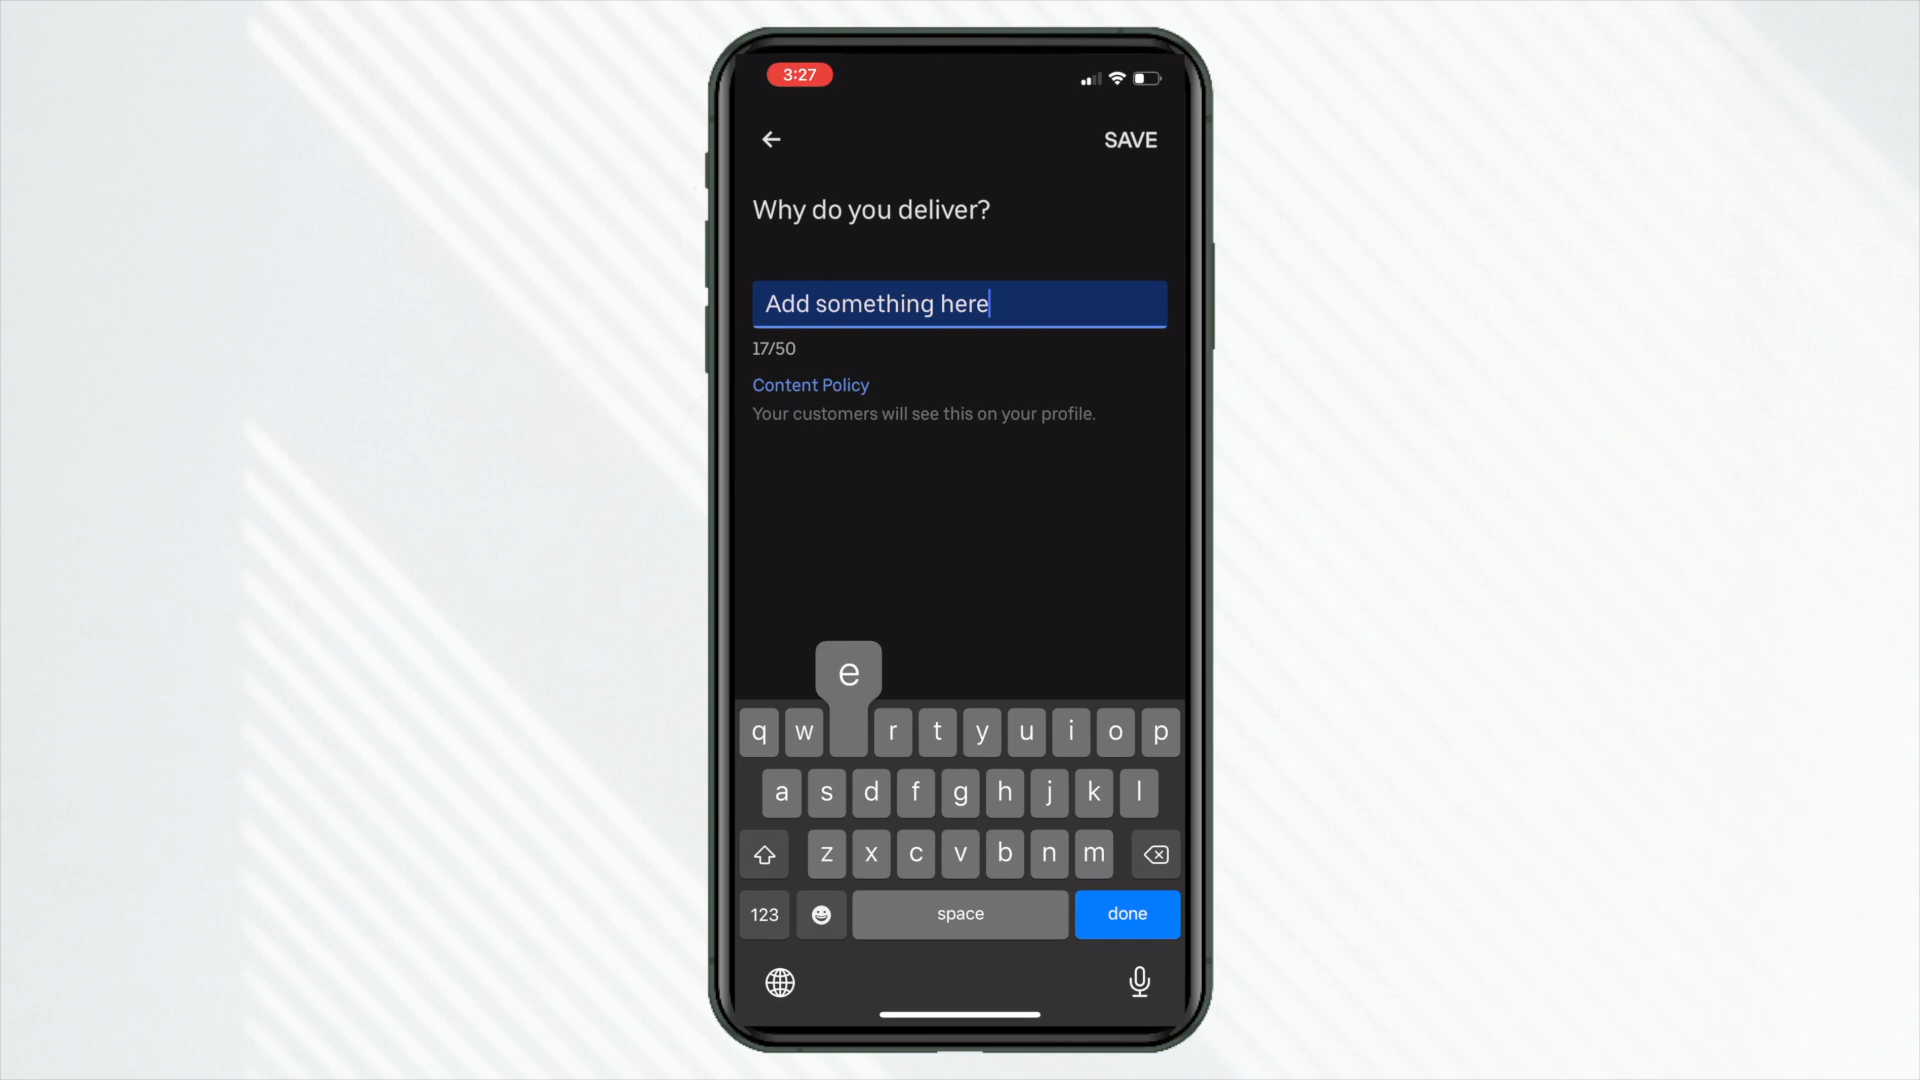 3:27
SAVE
Why do you deliver?
Add something here
17/50
Content Policy
Your customers will see this on your profile.
e
q w r t y u i o p
a s d f g h j k l
z x c v b n m
123 space done